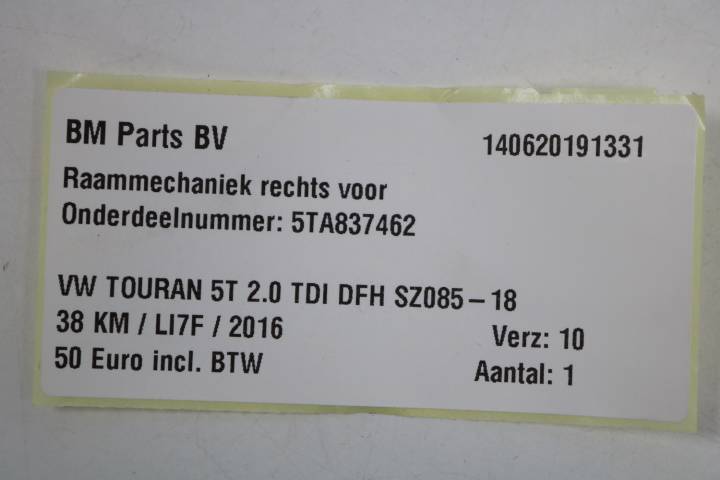 BM Parts BV 140620191331
Raammechaniek rechts voor
Onderdeelnummer: 5TA837462
VW TOURAN 5T 2.0 TDI DFH SZ085-18
38 KM / LI7F / 2016 Verz: 10
50 Euro incl. BTW Aantal: 1